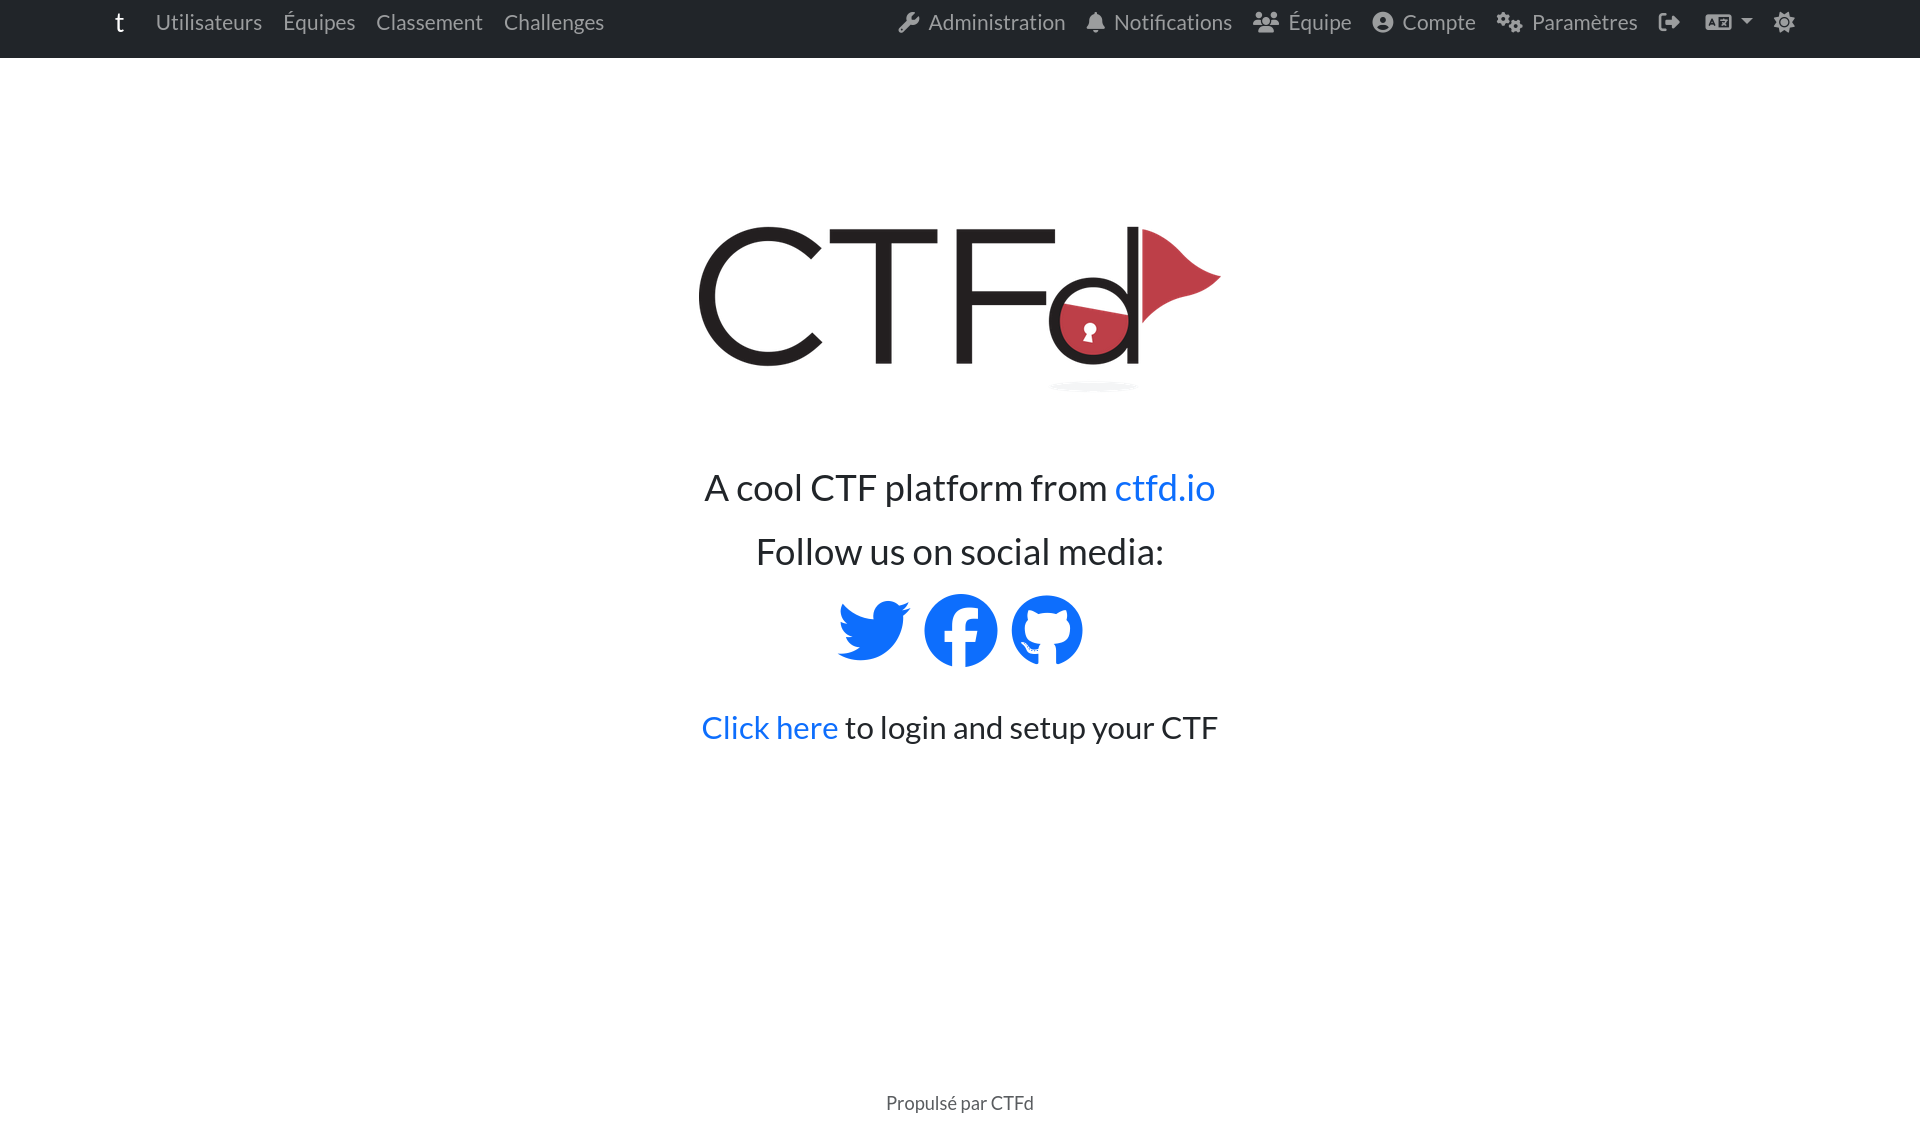 t Utilisateurs Équipes Classement Challenges Administration Notifications Équipe Compte Paramètres
CTFd
A cool CTF platform from ctfd.io
Follow us on social media:
Click here to login and setup your CTF
Propulsé par CTFd